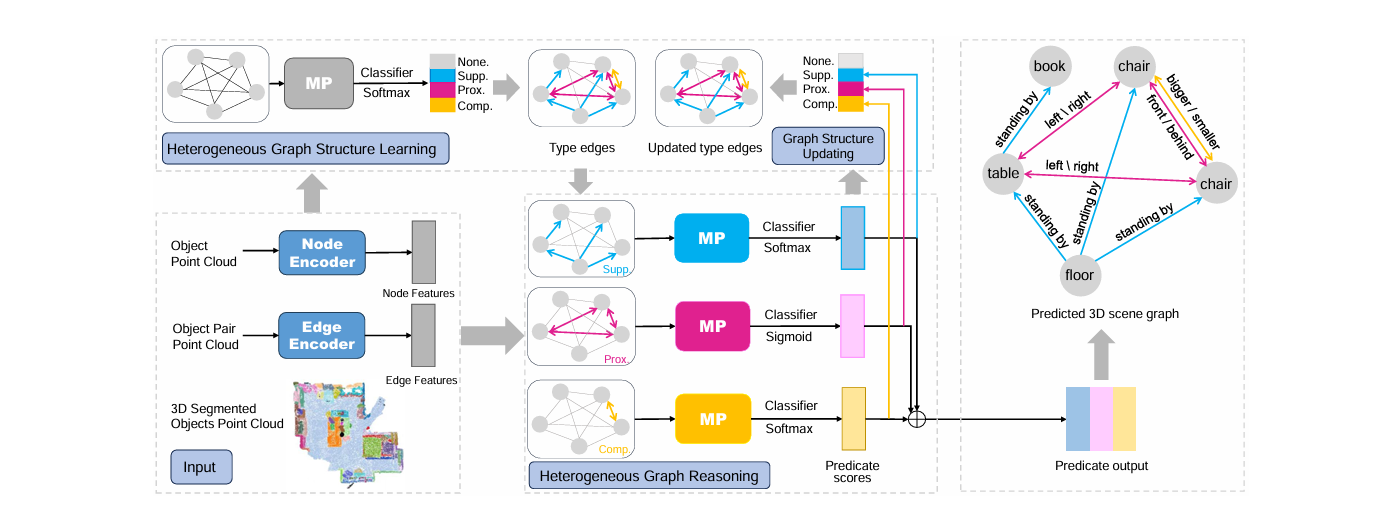 MP
Classifier
Softmax
None.
Supp.
Prox.
Comp.
Heterogeneous Graph Structure Learning
Type edges
Updated type edges
None.
Supp.
Prox.
Comp.
Graph Structure
Updating
Object
Point Cloud
Node
Encoder
Node Features
Object Pair
Point Cloud
Edge
Encoder
Edge Features
3D Segmented
Objects Point Cloud
Input
Supp.
MP
Classifier
Softmax
Prox.
MP
Classifier
Sigmoid
Comp.
MP
Classifier
Softmax
Predicate
scores
Heterogeneous Graph Reasoning
book
chair
standing by
left \ right
bigger / smaller
front / behind
table
left \ right
chair
standing by
standing by
standing by
floor
Predicted 3D scene graph
Predicate output